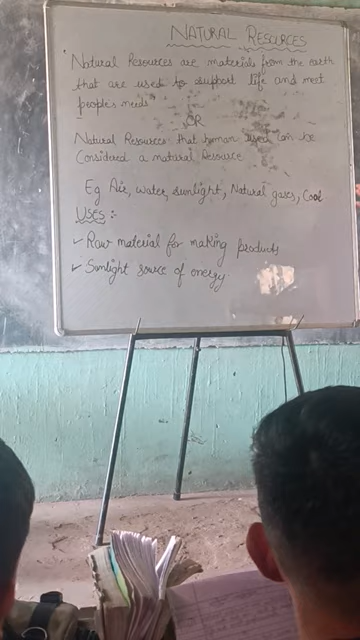 NATURAL RESOURCES
Natural Resources are materials from the earth
that are used to support life and meet
people's needs"
OR
Natural Resources that human used can be
Considered a natural Resource
Eg Air, water, sunlight, Natural gases, Coal
USES :-
✓ Raw material for making products
✓ Sunlight source of energy